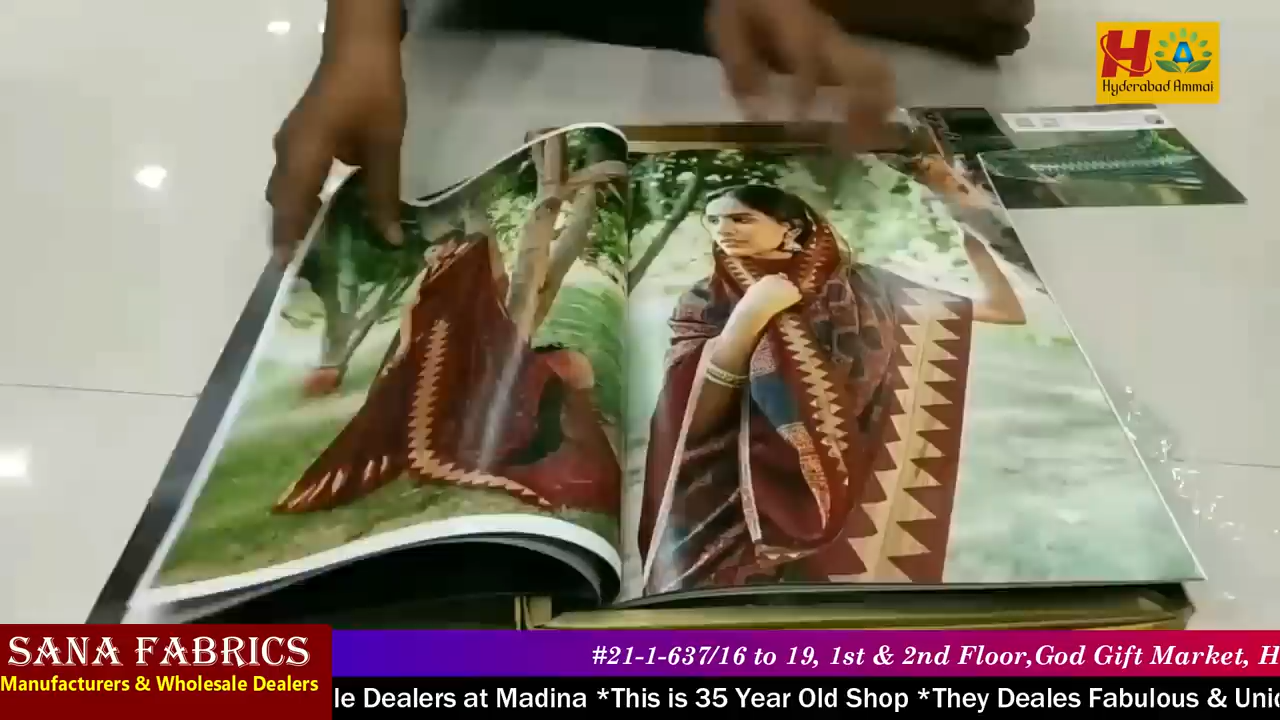 H A
Hyderabad Ammai
SANA FABRICS
Manufacturers & Wholesale Dealers
#21-1-637/16 to 19, 1st & 2nd Floor,God Gift Market, H
le Dealers at Madina *This is 35 Year Old Shop *They Deales Fabulous & Uniq